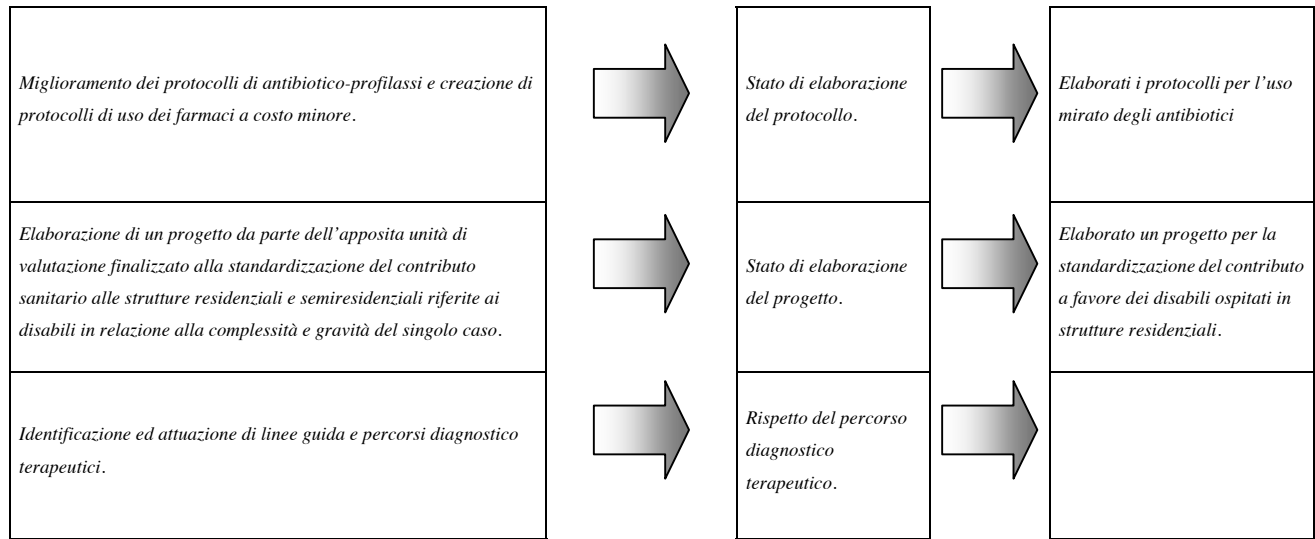 Miglioramento dei protocolli di antibiotico-profilassi e creazione di
protocolli di uso dei farmaci a costo minore.
Stato di elaborazione
del protocollo.
Elaborati i protocolli per l'uso
mirato degli antibiotici
Elaborazione di un progetto da parte dell'apposita unità di
valutazione finalizzato alla standardizzazione del contributo
sanitario alle strutture residenziali e semiresidenziali riferite ai
disabili in relazione alla complessità e gravità del singolo caso.
Stato di elaborazione
del progetto.
Elaborato un progetto per la
standardizzazione del contributo
a favore dei disabili ospitati in
strutture residenziali.
Identificazione ed attuazione di linee guida e percorsi diagnostico
terapeutici.
Rispetto del percorso
diagnostico
terapeutico.